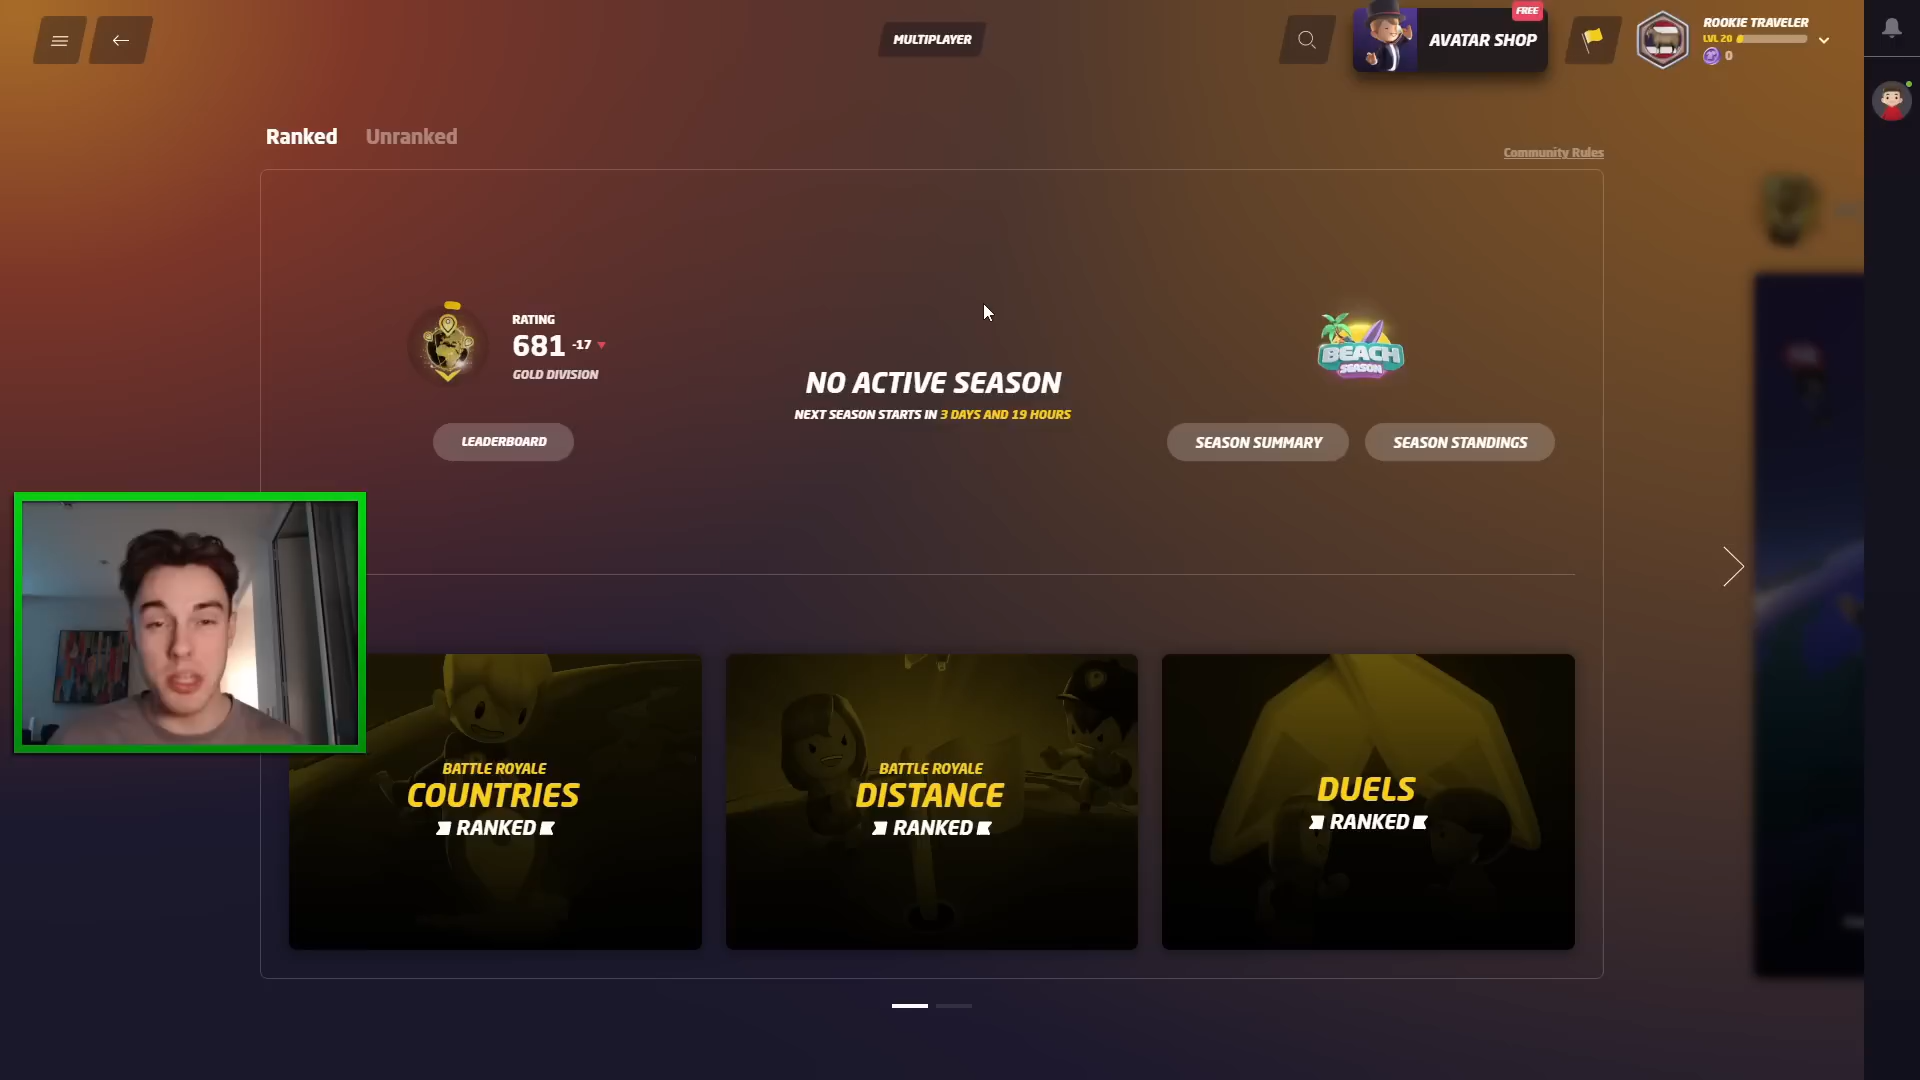 MULTIPLAYER
FREE
AVATAR SHOP
ROOKIE TRAVELER
LVL 20
0
Ranked
Unranked
Community Rules
RATING
681 -17
GOLD DIVISION
LEADERBOARD
NO ACTIVE SEASON
NEXT SEASON STARTS IN 3 DAYS AND 19 HOURS
BEACH
SEASON
SEASON SUMMARY
SEASON STANDINGS
BATTLE ROYALE
COUNTRIES
RANKED
BATTLE ROYALE
DISTANCE
RANKED
DUELS
RANKED